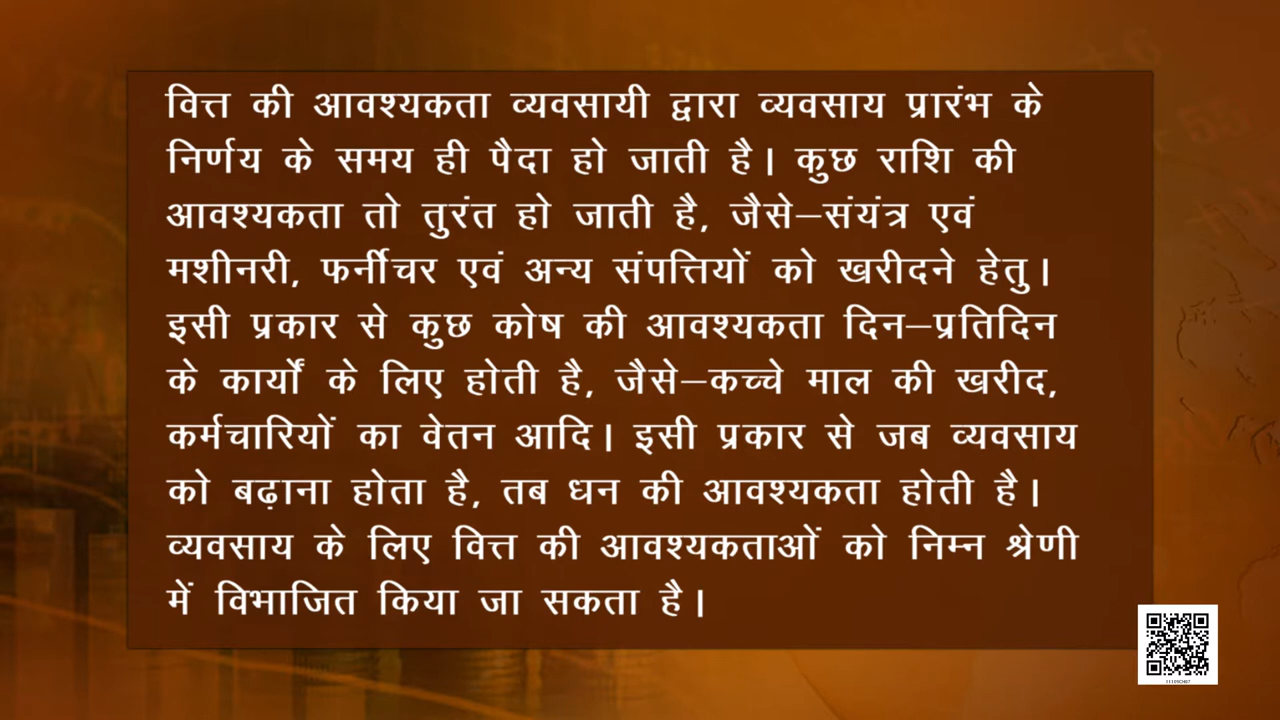 वित्त की आवश्यकता व्यवसायी द्वारा व्यवसाय प्रारंभ के
निर्णय के समय ही पैदा हो जाती है। कुछ राशि की
आवश्यकता तो तुरंत हो जाती है, जैसे–संयंत्र एवं
मशीनरी, फर्नीचर एवं अन्य संपत्तियों को खरीदने हेतु।
इसी प्रकार से कुछ कोष की आवश्यकता दिन–प्रतिदिन
के कार्यों के लिए होती है, जैसे–कच्चे माल की खरीद,
कर्मचारियों का वेतन आदि। इसी प्रकार से जब व्यवसाय
को बढ़ाना होता है, तब धन की आवश्यकता होती है।
व्यवसाय के लिए वित्त की आवश्यकताओं को निम्न श्रेणी
में विभाजित किया जा सकता है।